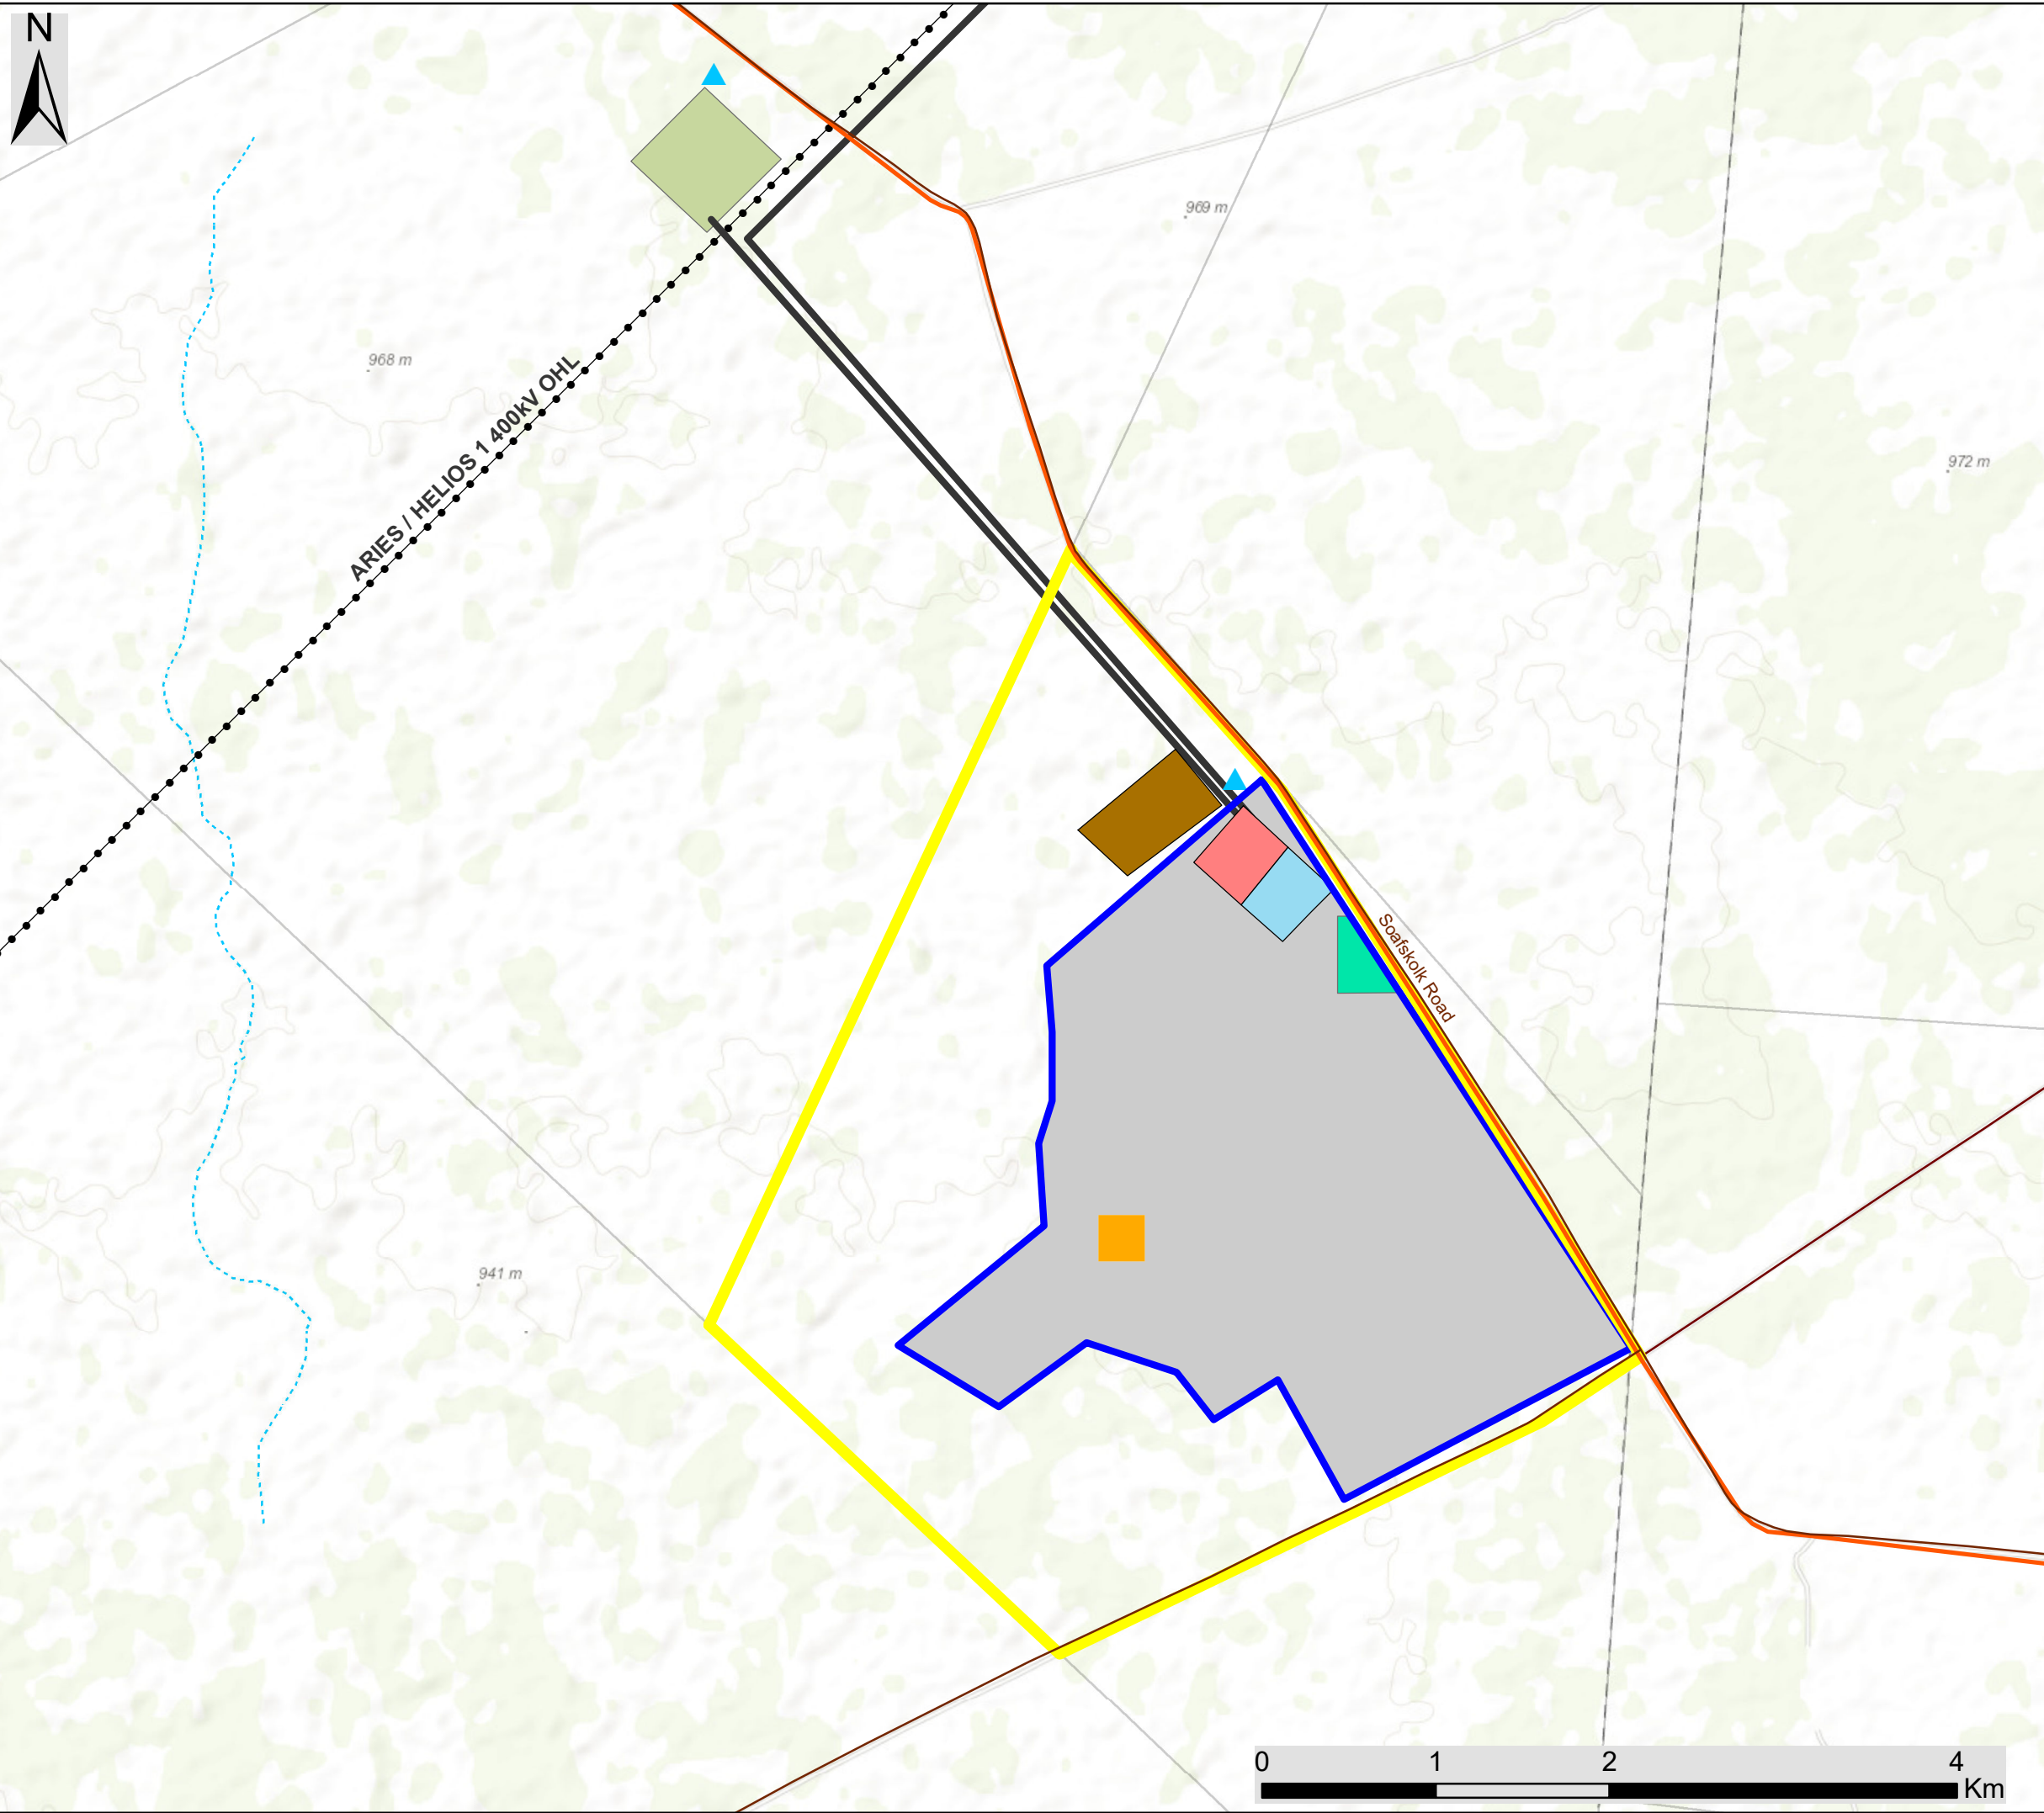 N
969 m
968 m
ARIES / HELIOS 1 400kV OHL
972 m
Soafskolk Road
941 m
0 1 2 4
Km